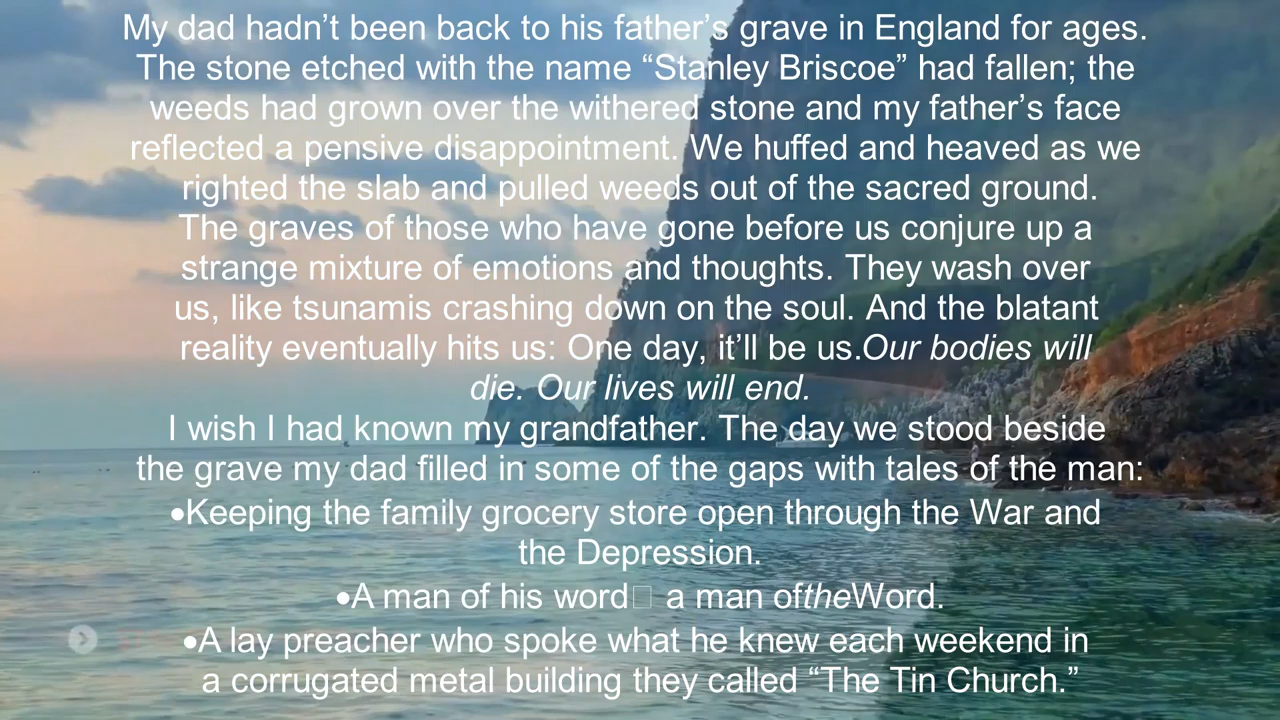 My dad hadn’t been back to his father’s grave in England for ages.
The stone etched with the name “Stanley Briscoe” had fallen; the
weeds had grown over the withered stone and my father’s face
reflected a pensive disappointment. We huffed and heaved as we
righted the slab and pulled weeds out of the sacred ground.
The graves of those who have gone before us conjure up a
strange mixture of emotions and thoughts. They wash over
us, like tsunamis crashing down on the soul. And the blatant
reality eventually hits us: One day, it’ll be us.Our bodies will
die. Our lives will end.
I wish I had known my grandfather. The day we stood beside
the grave my dad filled in some of the gaps with tales of the man:
•Keeping the family grocery store open through the War and
the Depression.
•A man of his word□ a man oftheWord.
•A lay preacher who spoke what he knew each weekend in
a corrugated metal building they called “The Tin Church.”